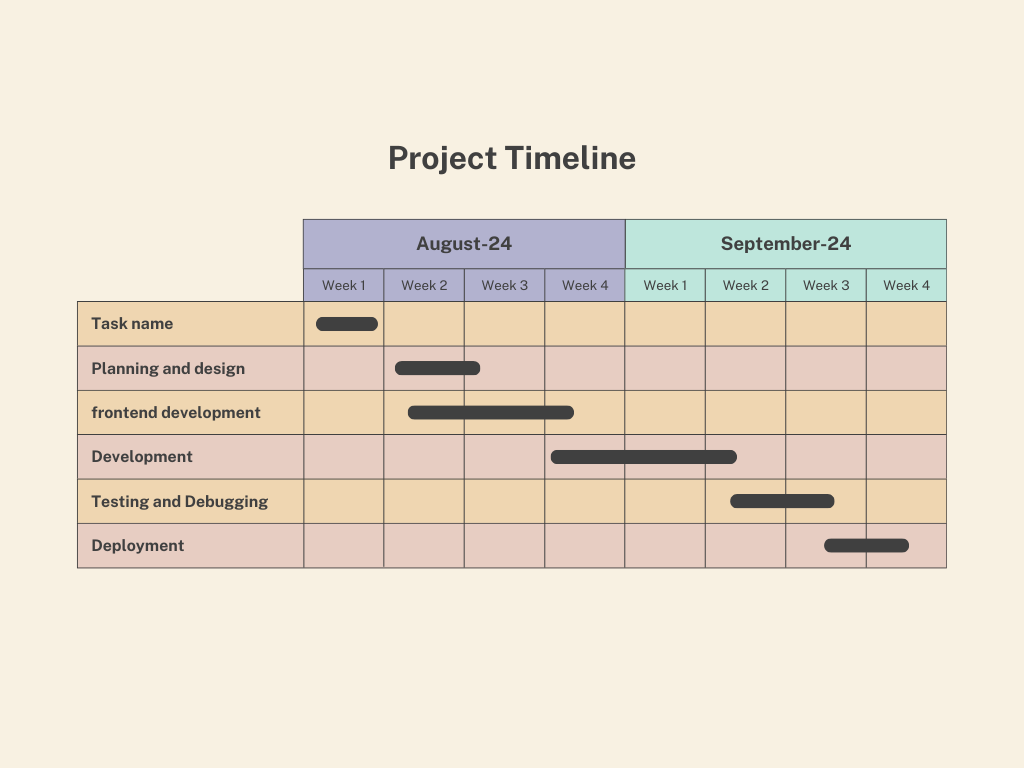 Project Timeline
August-24 September-24
Week 1 Week 2 Week 3 Week 4 Week 1 Week 2 Week 3 Week 4
Task name
Planning and design
frontend development
Development
Testing and Debugging
Deployment